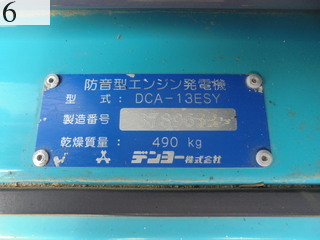 6
防音型エンジン発電機
型 式: DCA-13ESY
製造番号
乾燥質量: 490 kg
デンヨー株式会社